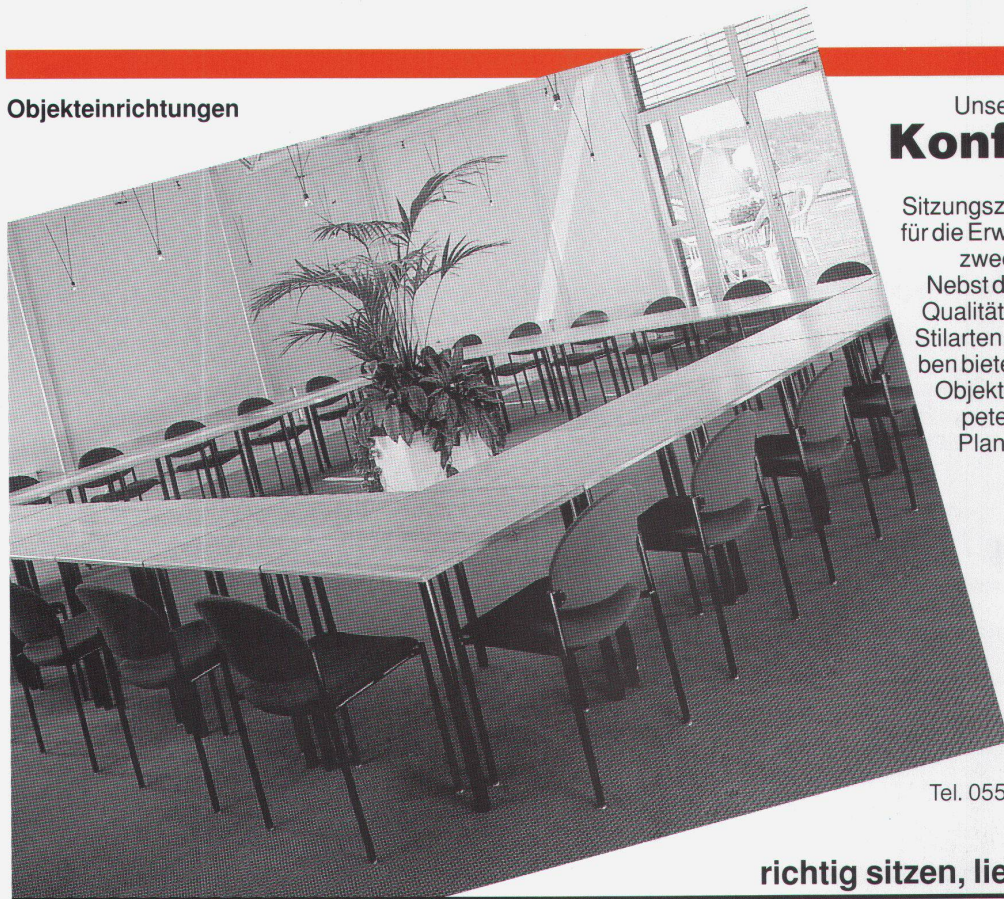 Objekteinrichtungen
Unse
Konf
Sitzungsz
für die Erw
zwec
Nebst d
Qualität
Stilarten
ben biete
Objekt
pete
Plan
Tel. 055
richtig sitzen, lie